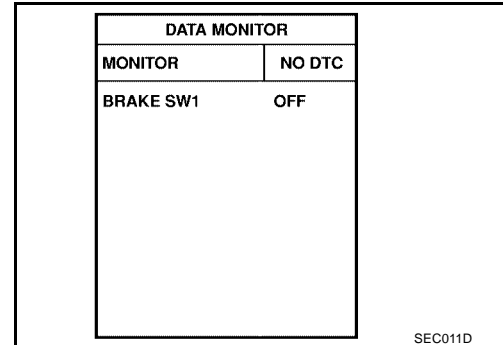 DATA MONITOR
MONITOR NO DTC
BRAKE SW1 OFF
SEC011D